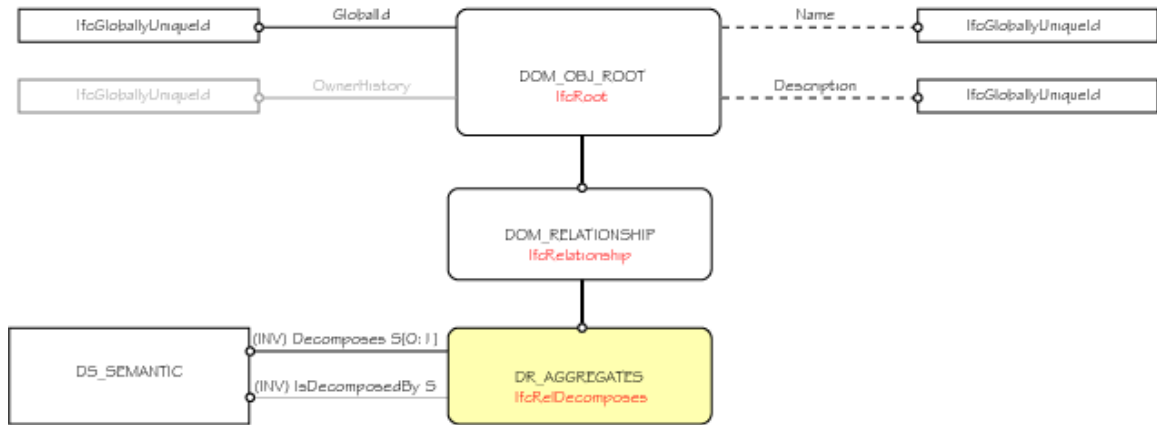 GlobalId
Name
IfcGloballyUniqueId
IfcGloballyUniqueId
DOM_OBJ_ROOT
IfcRoot
OwnerHistory
Description
IfcGloballyUniqueId
IfcGloballyUniqueId
DOM_RELATIONSHIP
IfcRelationship
(INV) Decomposes S[0:1]
DS_SEMANTIC
DR_AGGREGATES
(INV) IsDecomposedBy S
IfcRelDecomposes